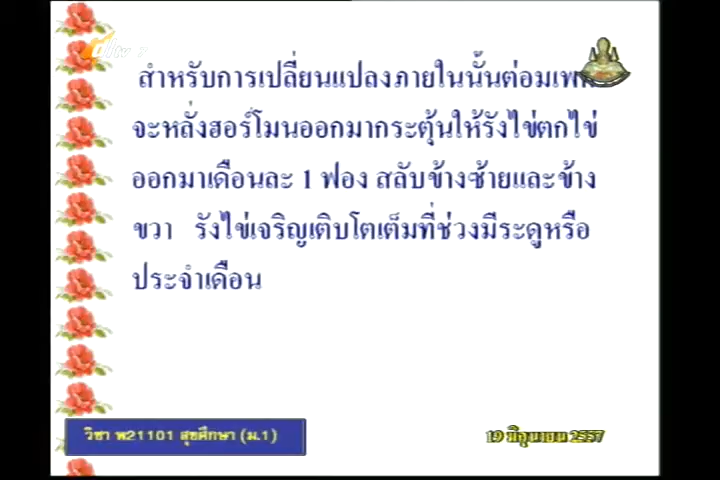 สำหรับการเปลี่ยนแปลงภายในนั้นต่อมเพศ
จะหลั่งฮอร์โมนออกมากระตุ้นให้รังไข่ตกไข่
ออกมาเดือนละ 1 ฟอง สลับข้างซ้ายและข้าง
ขวา รังไข่เจริญเติบโตเต็มที่ช่วงมีระดูหรือ
ประจำเดือน
วิชา พ21101 สุขศึกษา (ม.1)
19 มิถุนายน 2557